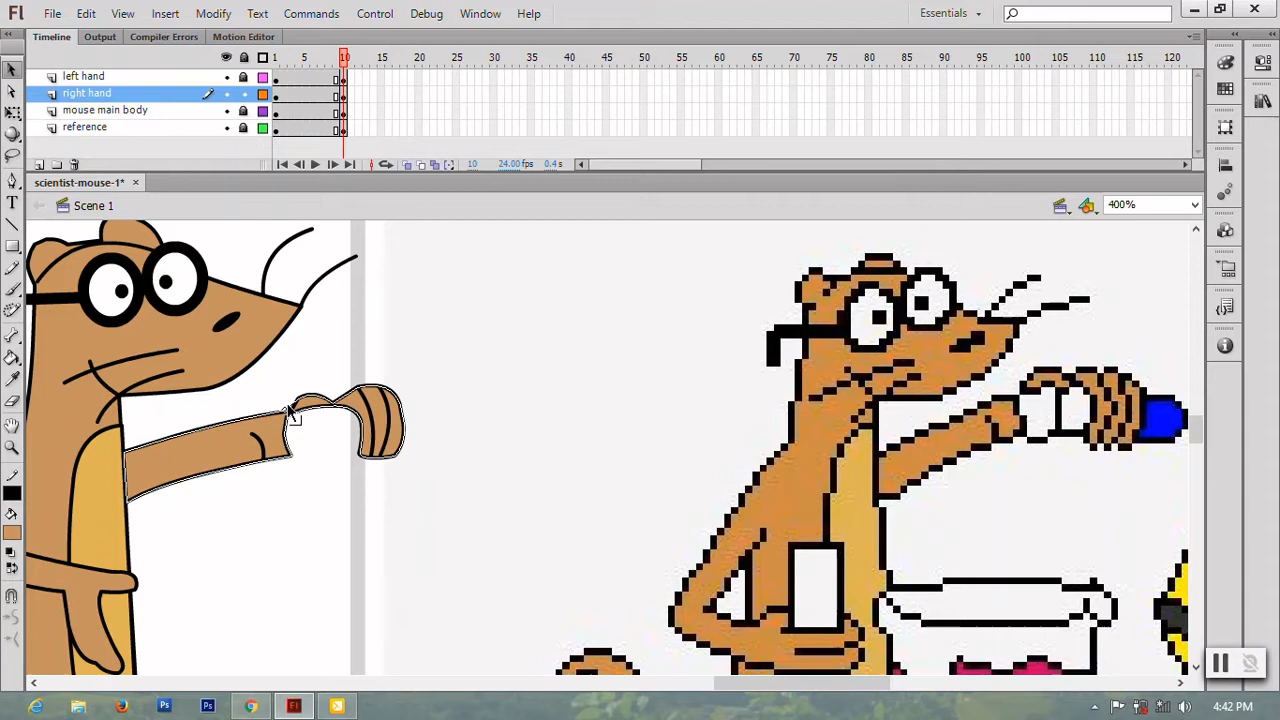 Fl File Edit View Insert Modify Text Commands Control Debug Window Help Essentials
Timeline Output Compiler Errors Motion Editor
1 5 10 15 20 25 30 35 40 45 50 55 60 65 70 75 80 85 90 95 100 105 110 115 120
left hand
right hand
mouse main body
reference
10 24.00 fps 0.4 s
scientist-mouse-1*
Scene 1 400%
Ps Ps Fl 4:42 PM